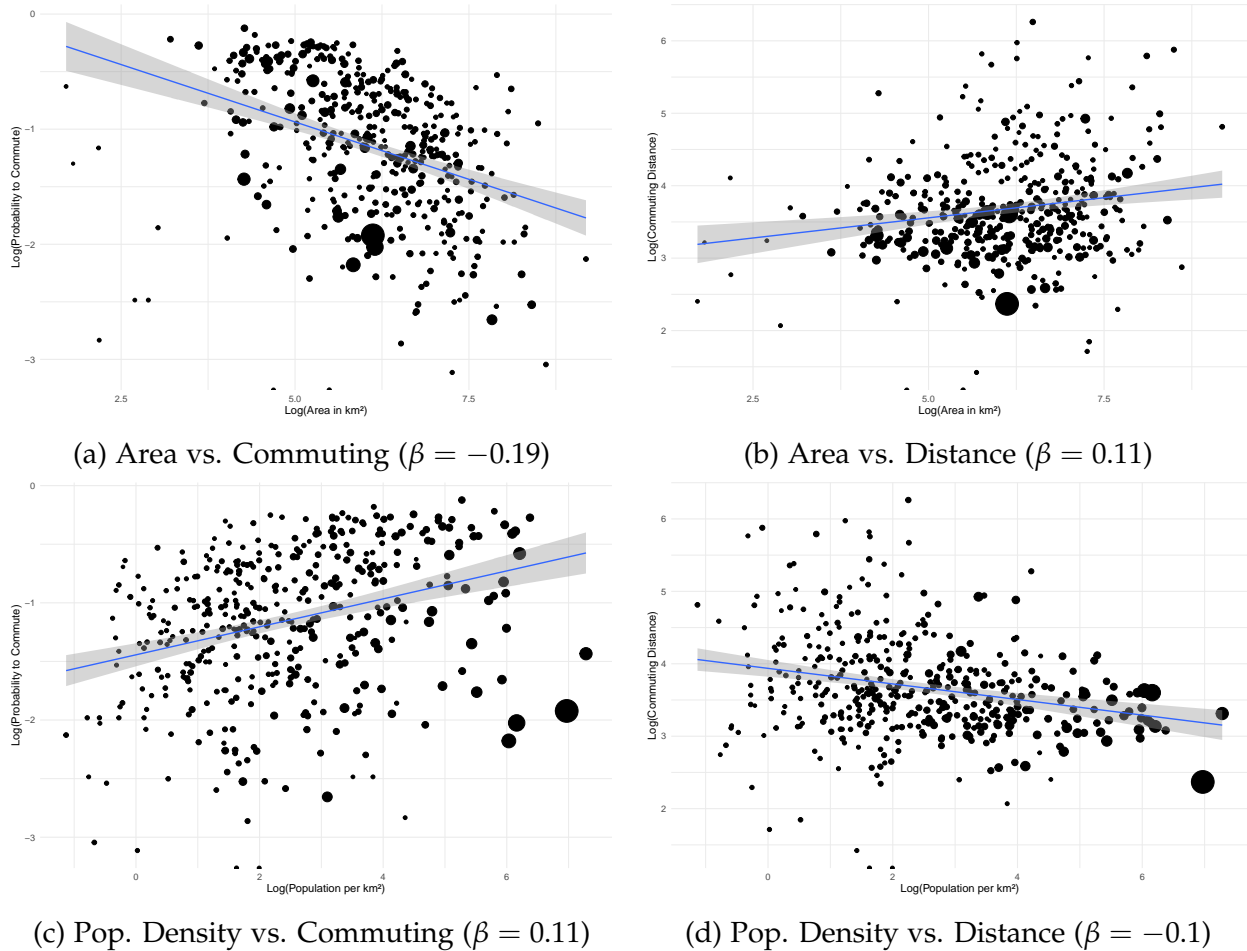 0
−1
−2
−3
2.5
5.0
7.5
Log(Area in km²)
Log(Probability to Commute)
(a) Area vs. Commuting (β = −0.19)
6
5
4
3
2
2.5
5.0
7.5
Log(Area in km²)
Log(Commuting Distance)
(b) Area vs. Distance (β = 0.11)
0
−1
−2
−3
0
2
4
6
Log(Population per km²)
Log(Probability to Commute)
(c) Pop. Density vs. Commuting (β = 0.11)
6
5
4
3
2
0
2
4
6
Log(Population per km²)
Log(Commuting Distance)
(d) Pop. Density vs. Distance (β = −0.1)